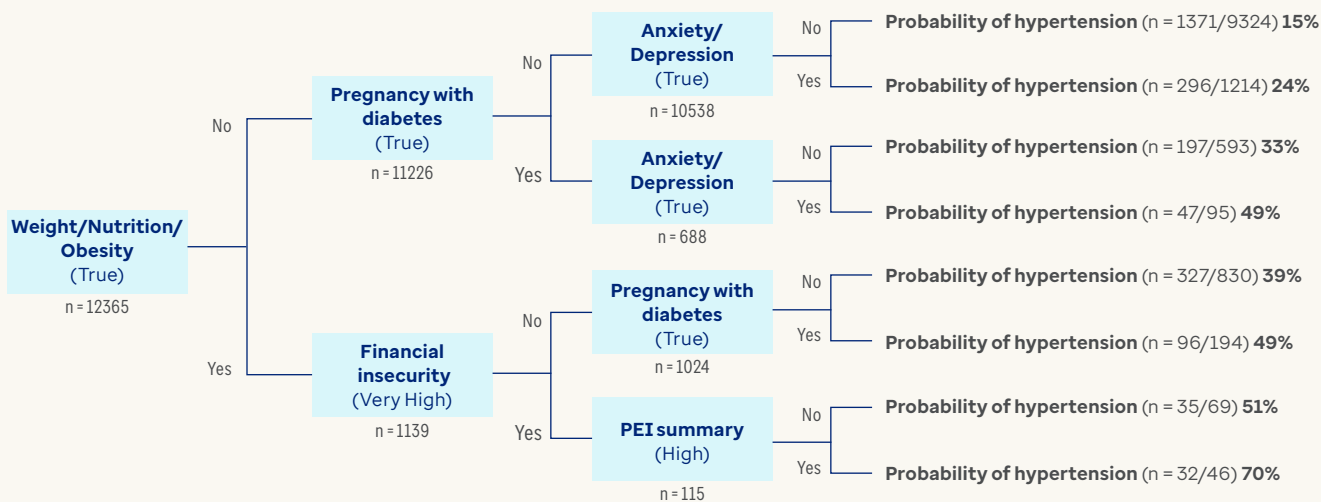 Weight/Nutrition/
Obesity
(True)
n = 12365
No
Yes
Pregnancy with
diabetes
(True)
n = 11226
Financial
insecurity
(Very High)
n = 1139
No
Yes
No
Yes
Anxiety/
Depression
(True)
n = 10538
Anxiety/
Depression
(True)
n = 688
Pregnancy with
diabetes
(True)
n = 1024
PEI summary
(High)
n = 115
No
Probability of hypertension (n = 1371/9324) 15%
Yes
Probability of hypertension (n = 296/1214) 24%
No
Probability of hypertension (n = 197/593) 33%
Yes
Probability of hypertension (n = 47/95) 49%
No
Probability of hypertension (n = 327/830) 39%
Yes
Probability of hypertension (n = 96/194) 49%
No
Probability of hypertension (n = 35/69) 51%
Yes
Probability of hypertension (n = 32/46) 70%